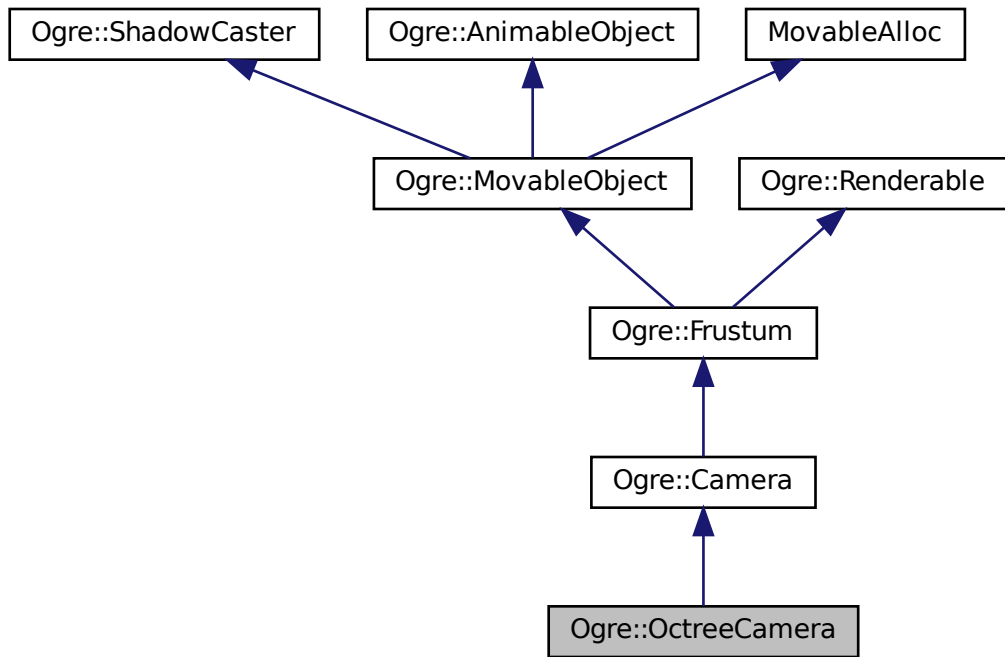 Ogre::ShadowCaster
Ogre::AnimableObject
MovableAlloc
Ogre::MovableObject
Ogre::Renderable
Ogre::Frustum
Ogre::Camera
Ogre::OctreeCamera